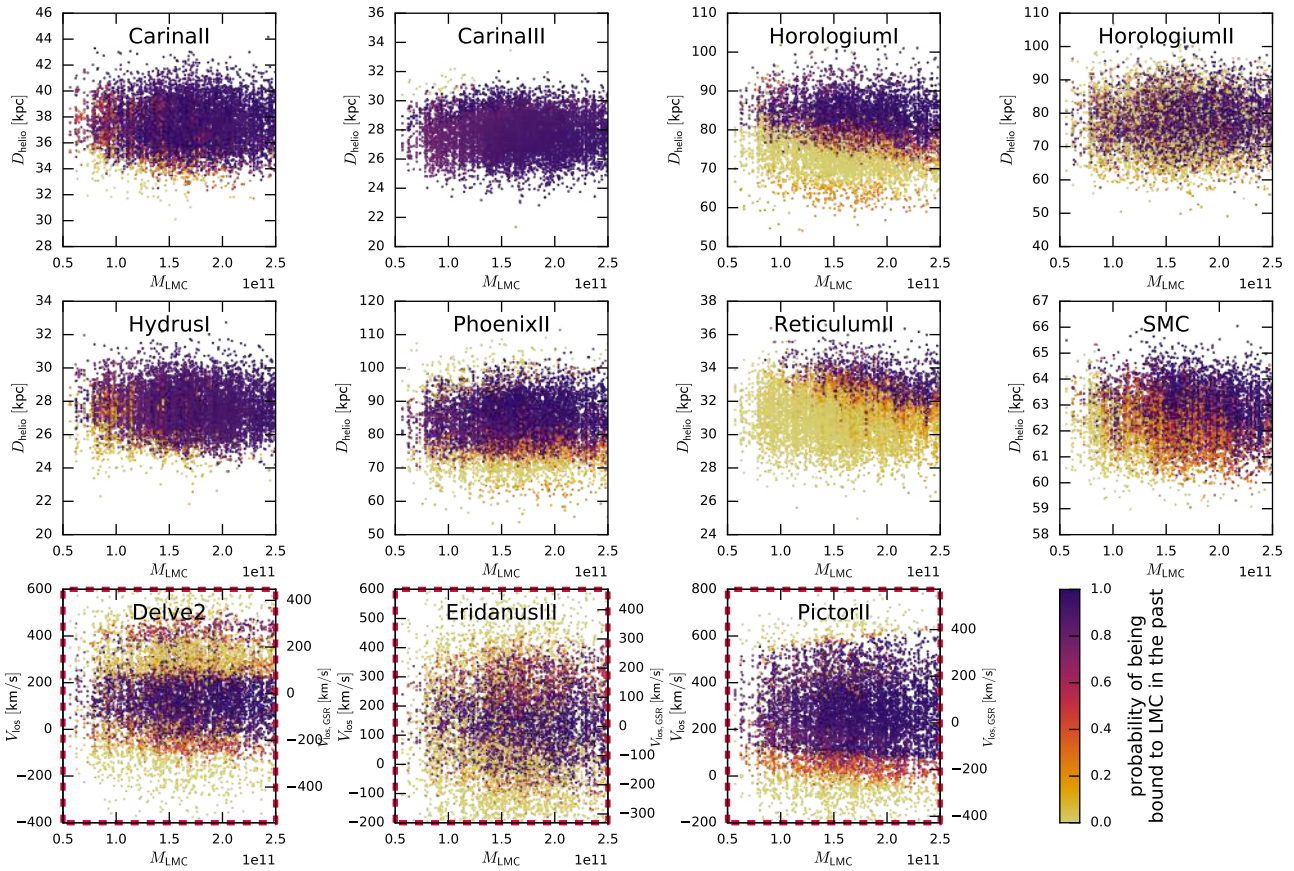 CarinaII
46
44
42
40
38
36
34
32
30
28
D_helio [kpc]
0.5 1.0 1.5 2.0 2.5
M_LMC 1e11
CarinaIII
36
34
32
30
28
26
24
22
20
D_helio [kpc]
0.5 1.0 1.5 2.0 2.5
M_LMC 1e11
HorologiumI
110
100
90
80
70
60
50
D_helio [kpc]
0.5 1.0 1.5 2.0 2.5
M_LMC 1e11
HorologiumII
110
100
90
80
70
60
50
40
D_helio [kpc]
0.5 1.0 1.5 2.0 2.5
M_LMC 1e11
HydrusI
34
32
30
28
26
24
22
20
D_helio [kpc]
0.5 1.0 1.5 2.0 2.5
M_LMC 1e11
PhoenixII
120
110
100
90
80
70
60
50
D_helio [kpc]
0.5 1.0 1.5 2.0 2.5
M_LMC 1e11
ReticulumII
38
36
34
32
30
28
26
24
D_helio [kpc]
0.5 1.0 1.5 2.0 2.5
M_LMC 1e11
SMC
67
66
65
64
63
62
61
60
59
58
D_helio [kpc]
0.5 1.0 1.5 2.0 2.5
M_LMC 1e11
Delve2
600
400
200
0
−200
−400
V_los [km/s]
400
200
0
−200
−400
V_los,GSR [km/s]
0.5 1.0 1.5 2.0 2.5
M_LMC 1e11
EridanusIII
600
500
400
300
200
100
0
−100
−200
V_los [km/s]
400
300
200
100
0
−100
−200
−300
V_los,GSR [km/s]
0.5 1.0 1.5 2.0 2.5
M_LMC 1e11
PictorII
800
600
400
200
0
−200
V_los [km/s]
400
200
0
−200
−400
V_los,GSR [km/s]
0.5 1.0 1.5 2.0 2.5
M_LMC 1e11
1.0
0.8
0.6
0.4
0.2
0.0
probability of being
bound to LMC in the past